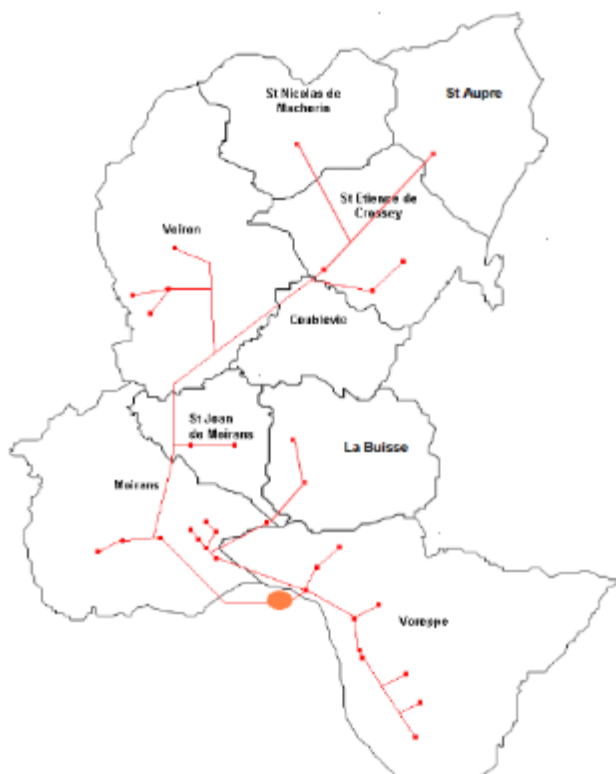 St Nicolas de
Macherin
St Aupre
St Etienne de
Crossey
Voiron
Coublevie
St Jean
de Moirans
La Buisse
Moirans
Voreppe